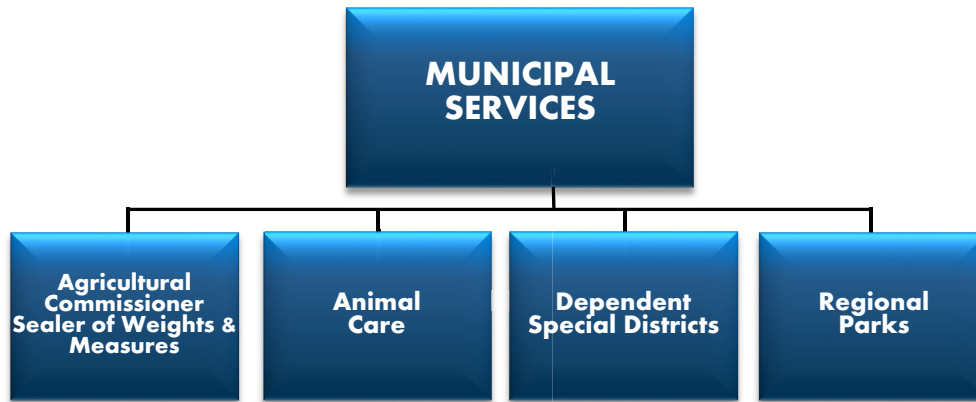 MUNICIPAL
SERVICES
Agricultural
Commissioner
Sealer of Weights &
Measures
Animal
Care
Dependent
Special Districts
Regional
Parks